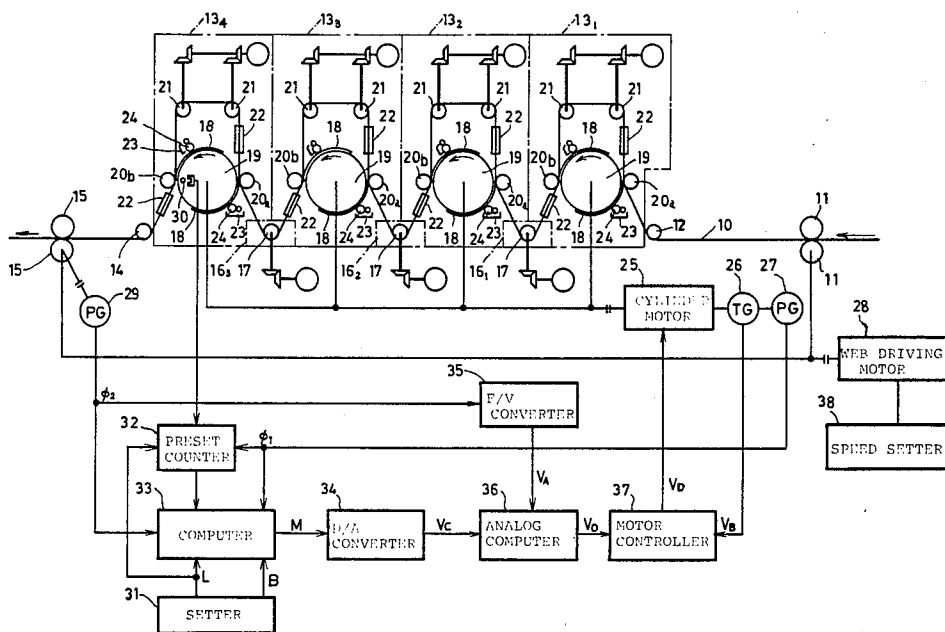 13₄ 13₃ 13₂ 13₁
21 21 21 21 21 21 21 21
24 23 18 22 18 22 18 22 18 22
20b 19 20b 19 20b 19 20b 19
15 22 30 20a 22 20a 22 20a 22 20a 11
14 18 24 23 17 18 24 23 17 18 24 23 17 18 24 23 12 10
15 16₃ 16₂ 16₁ 11
29 PG
25 CYLINDER MOTOR
26 TG
27 PG
28 WEB DRIVING MOTOR
ϕ₂
35 F/V CONVERTER
38 SPEED SETTER
32 PRESET COUNTER
ϕ₁
V_A V_D V_B
33 COMPUTER
M
34 D/A CONVERTER
V_C
36 ANALOG COMPUTER
V_O
37 MOTOR CONTROLLER
L B
31 SETTER